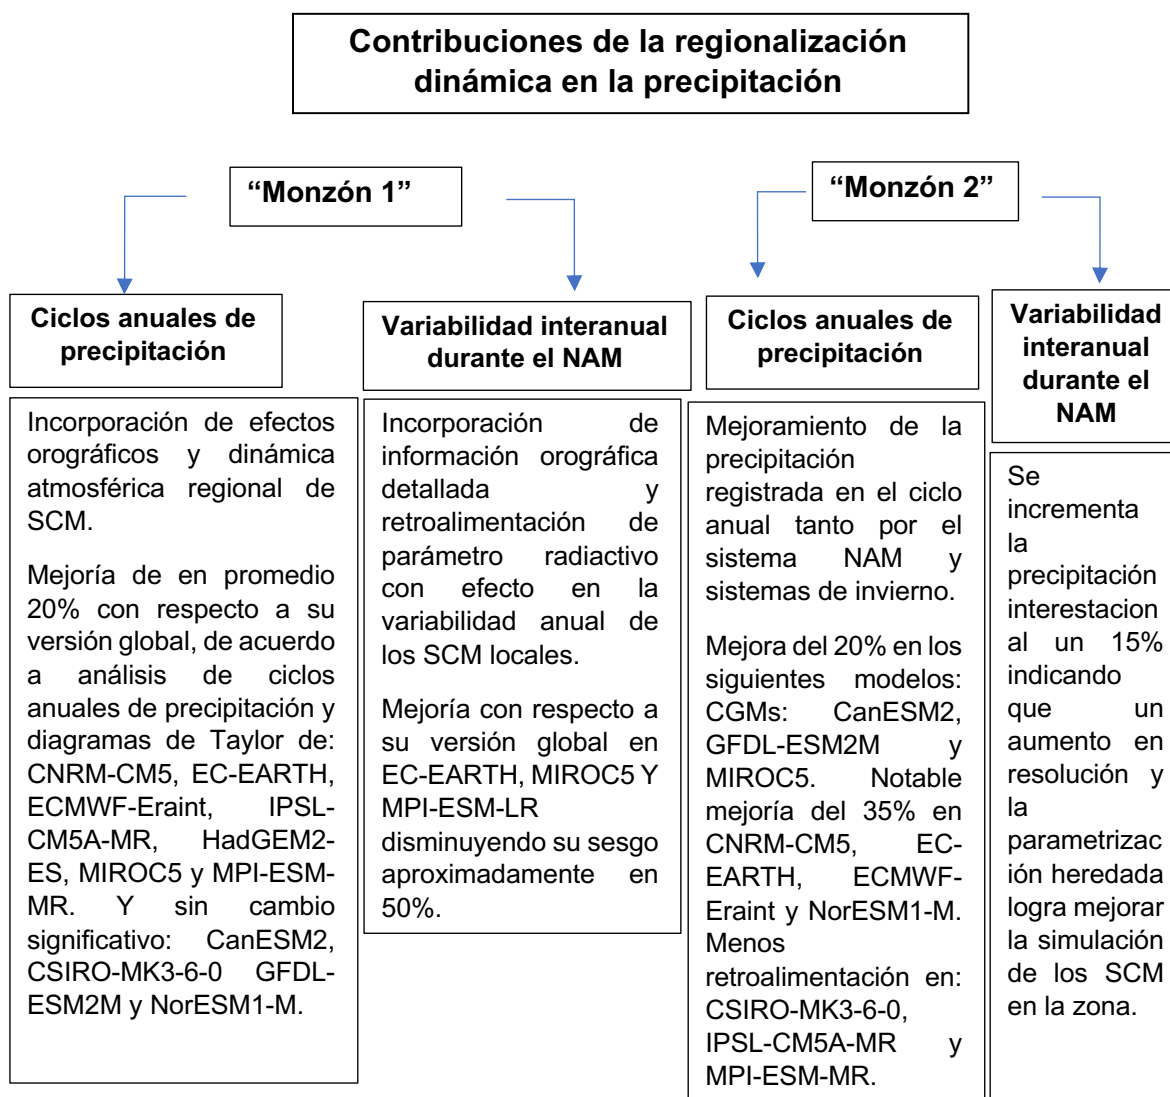 Contribuciones de la regionalización
dinámica en la precipitación
“Monzón 1”
“Monzón 2”
Ciclos anuales de
precipitación
Incorporación de efectos
orográficos y dinámica
atmosférica regional de
SCM.
Mejoría de en promedio
20% con respecto a su
versión global, de acuerdo
a análisis de ciclos
anuales de precipitación y
diagramas de Taylor de:
CNRM-CM5, EC-EARTH,
ECMWF-Eraint, IPSL-
CM5A-MR, HadGEM2-
ES, MIROC5 y MPI-ESM-
MR. Y sin cambio
significativo: CanESM2,
CSIRO-MK3-6-0 GFDL-
ESM2M y NorESM1-M.
Variabilidad interanual
durante el NAM
Incorporación de
información orográfica
detallada y
retroalimentación de
parámetro radiactivo
con efecto en la
variabilidad anual de
los SCM locales.
Mejoría con respecto a
su versión global en
EC-EARTH, MIROC5 Y
MPI-ESM-LR
disminuyendo su sesgo
aproximadamente en
50%.
Ciclos anuales de
precipitación
Mejoramiento de la
precipitación
registrada en el ciclo
anual tanto por el
sistema NAM y
sistemas de invierno.
Mejora del 20% en los
siguientes modelos:
CGMs: CanESM2,
GFDL-ESM2M y
MIROC5. Notable
mejoría del 35% en
CNRM-CM5, EC-
EARTH, ECMWF-
Eraint y NorESM1-M.
Menos
retroalimentación en:
CSIRO-MK3-6-0,
IPSL-CM5A-MR y
MPI-ESM-MR.
Variabilidad
interanual
durante el
NAM
Se
incrementa
la
precipitación
interestacion
al un 15%
indicando
que un
aumento en
resolución y
la
parametrizac
ión heredada
logra mejorar
la simulación
de los SCM
en la zona.